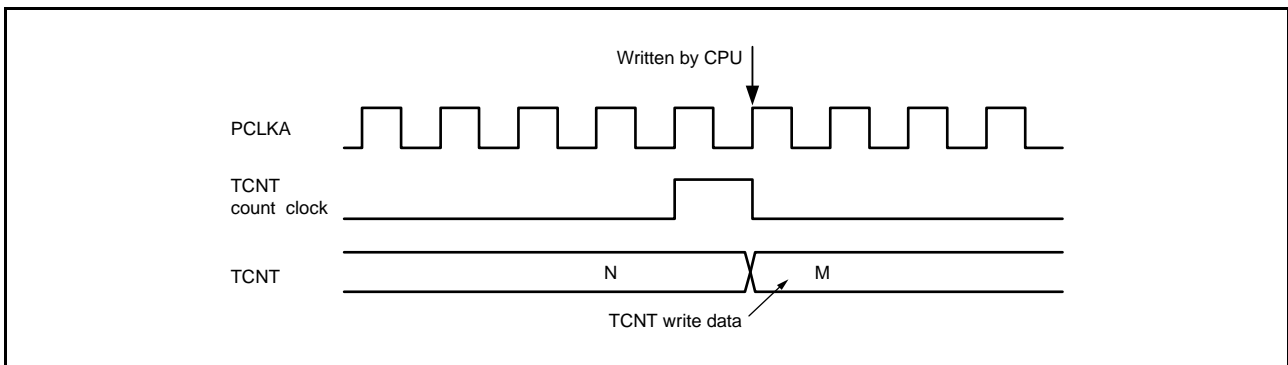 Written by CPU
PCLKA
TCNT
count clock
TCNT
N
M
TCNT write data